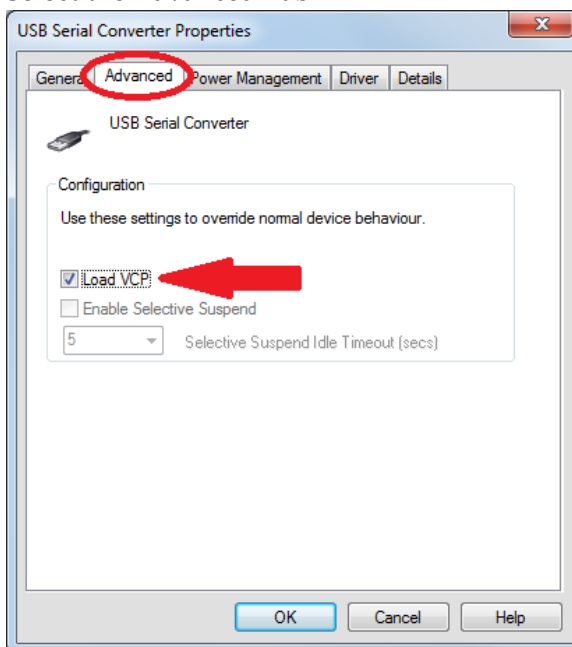 USB Serial Converter Properties
General Advanced Power Management Driver Details
USB Serial Converter
Configuration
Use these settings to override normal device behaviour.
Load VCP
Enable Selective Suspend
5 Selective Suspend Idle Timeout (secs)
OK Cancel Help